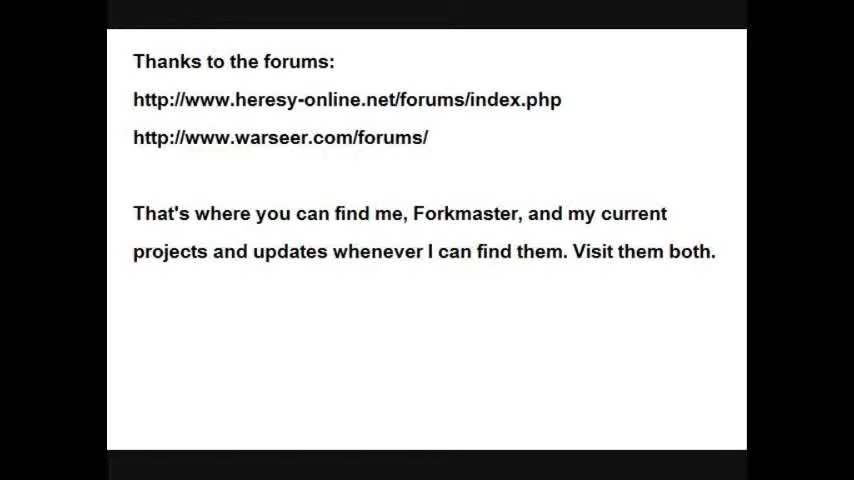 Thanks to the forums:
http://www.heresy-online.net/forums/index.php
http://www.warseer.com/forums/
That's where you can find me, Forkmaster, and my current
projects and updates whenever I can find them. Visit them both.